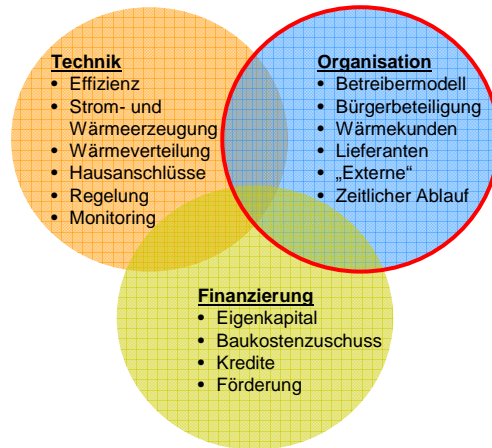 Technik
• Effizienz
• Strom- und
Wärmeerzeugung
• Wärmeverteilung
• Hausanschlüsse
• Regelung
• Monitoring
Organisation
• Betreibermodell
• Bürgerbeteiligung
• Wärmekunden
• Lieferanten
• „Externe“
• Zeitlicher Ablauf
Finanzierung
• Eigenkapital
• Baukostenzuschuss
• Kredite
• Förderung